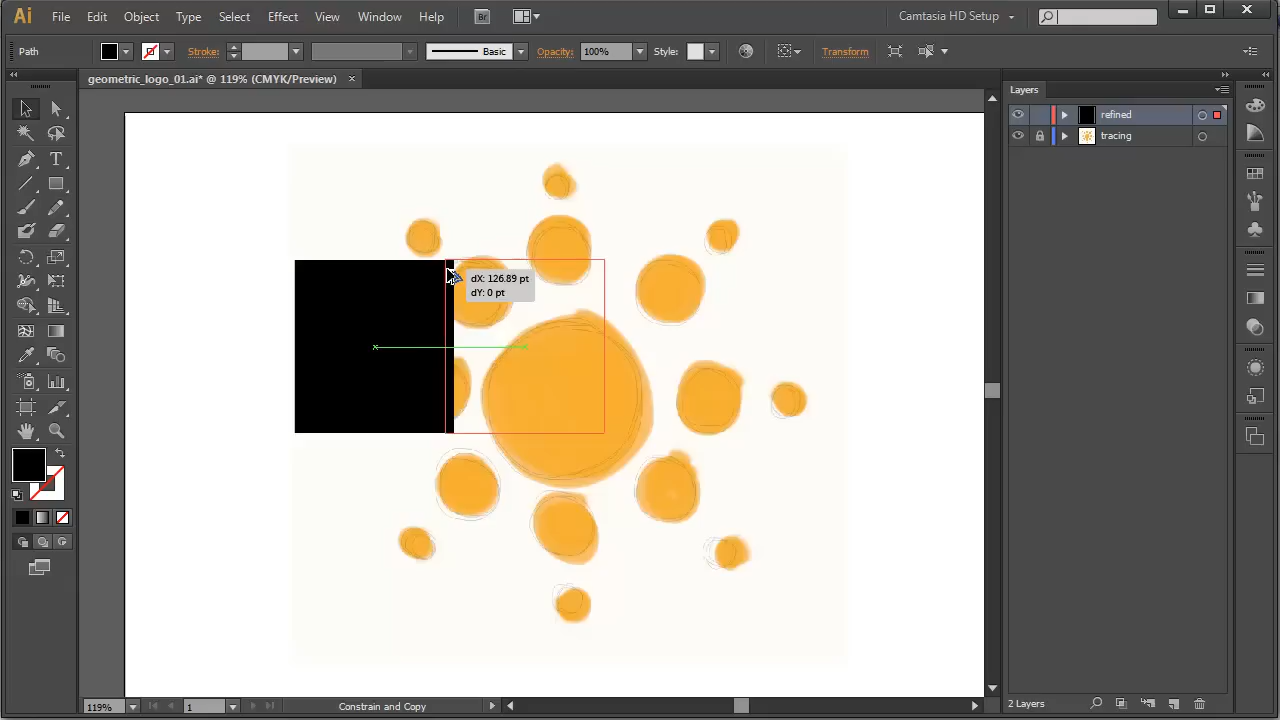 Ai File Edit Object Type Select Effect View Window Help Br Camtasia HD Setup
Path Stroke: Basic Opacity: 100% Style: Transform
geometric_logo_01.ai* @ 119% (CMYK/Preview)
Layers
refined
tracing
dX: 126.89 pt
dY: 0 pt
T
119% 1 Constrain and Copy 2 Layers